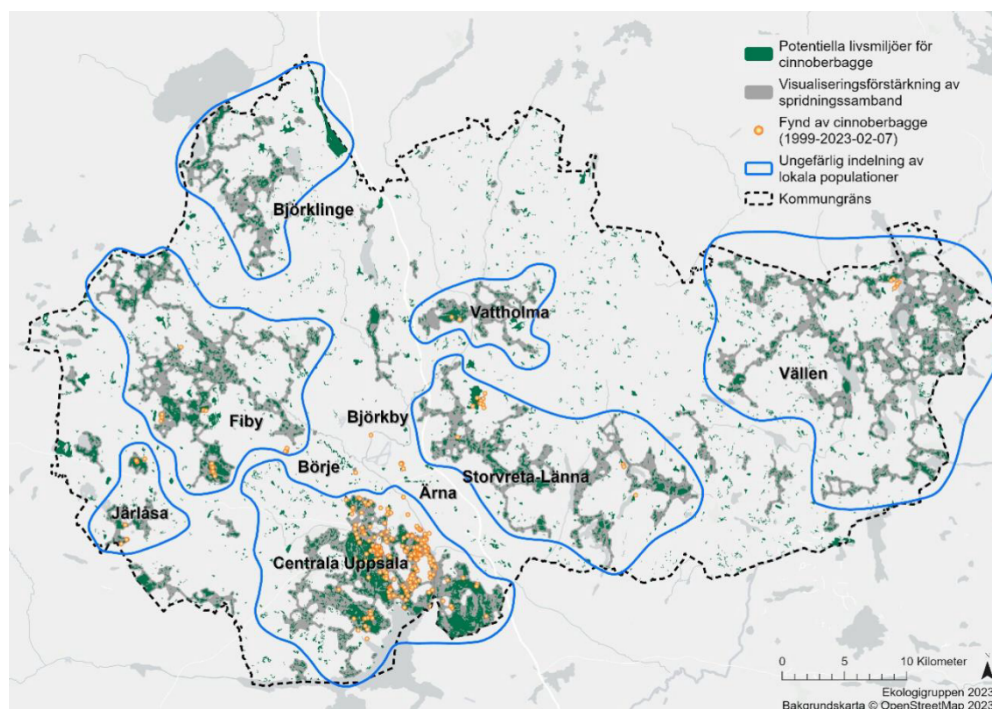 Potentiella livsmiljöer för
cinnoberbagge
Visualiseringsförstärkning av
spridningssamband
Fynd av cinnoberbagge
(1999-2023-02-07)
Ungefärlig indelning av
lokala populationer
Kommungräns
Björklinge
Vattholma
Vällen
Fiby
Björkby
Börje
Storvreta-Länna
Ärna
Järlåsa
Centrala Uppsala
0 5 10 Kilometer
Ekologigruppen 2023
Bakgrundskarta © OpenStreetMap 2023